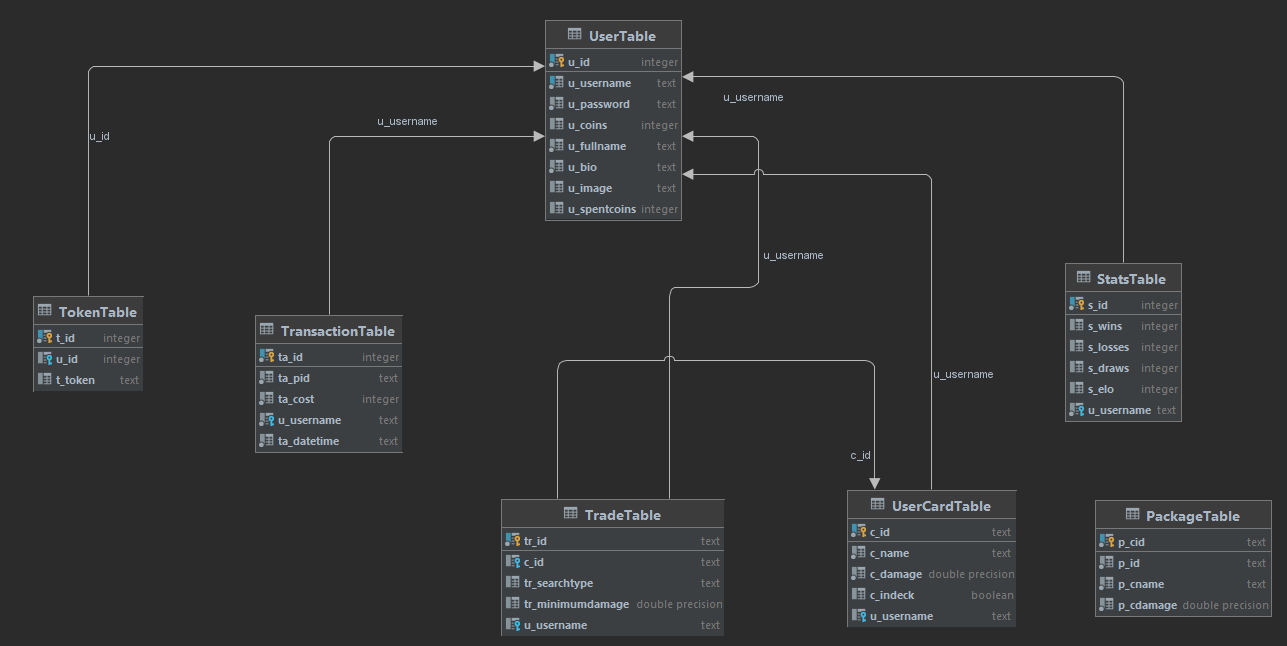 UserTable
u_id integer
u_username text
u_password text
u_coins integer
u_fullname text
u_bio text
u_image text
u_spentcoins integer
u_username
u_username
u_id
u_username
u_username
c_id
TokenTable
t_id integer
u_id integer
t_token text
TransactionTable
ta_id integer
ta_pid text
ta_cost integer
u_username text
ta_datetime text
StatsTable
s_id integer
s_wins integer
s_losses integer
s_draws integer
s_elo integer
u_username text
TradeTable
tr_id text
c_id text
tr_searchtype text
tr_minimumdamage double precision
u_username text
UserCardTable
c_id text
c_name text
c_damage double precision
c_indeck boolean
u_username text
PackageTable
p_cid text
p_id text
p_cname text
p_cdamage double precision